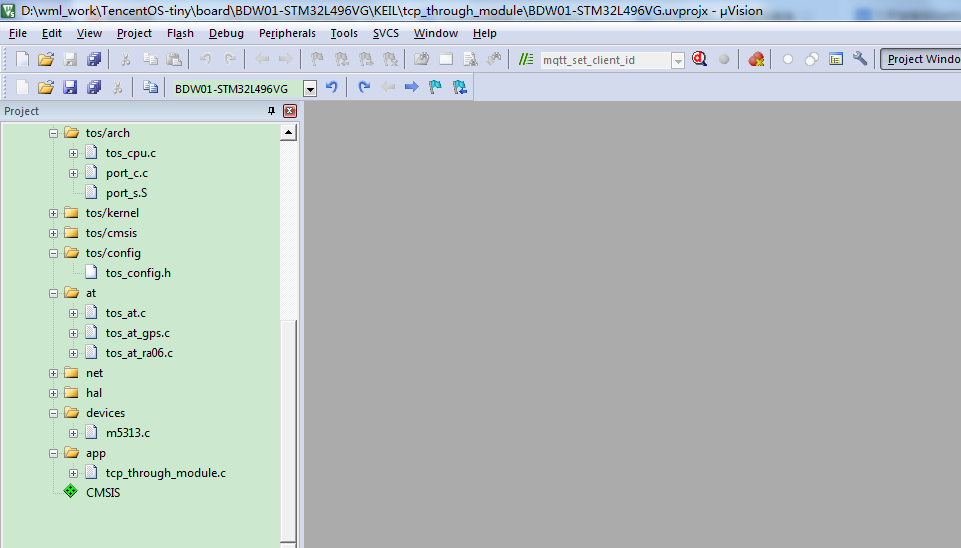 D:\wml_work\TencentOS-tiny\board\BDW01-STM32L496VG\KEIL\tcp_through_module\BDW01-STM32L496VG.uvprojx - µVision
File Edit View Project Flash Debug Peripherals Tools SVCS Window Help
mqtt_set_client_id Project Windo
BDW01-STM32L496VG
Project
tos/arch
tos_cpu.c
port_c.c
port_s.S
tos/kernel
tos/cmsis
tos/config
tos_config.h
at
tos_at.c
tos_at_gps.c
tos_at_ra06.c
net
hal
devices
m5313.c
app
tcp_through_module.c
CMSIS